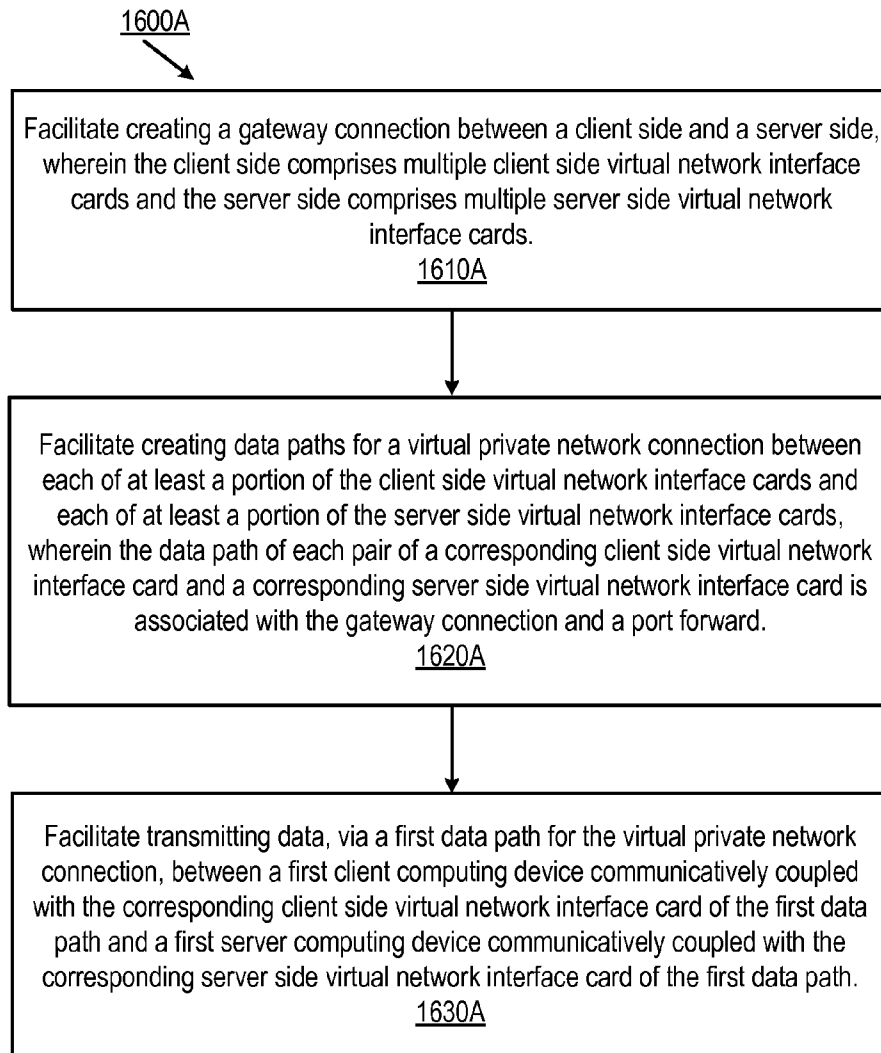 1600A
Facilitate creating a gateway connection between a client side and a server side,
wherein the client side comprises multiple client side virtual network interface
cards and the server side comprises multiple server side virtual network
interface cards.
1610A
Facilitate creating data paths for a virtual private network connection between
each of at least a portion of the client side virtual network interface cards and
each of at least a portion of the server side virtual network interface cards,
wherein the data path of each pair of a corresponding client side virtual network
interface card and a corresponding server side virtual network interface card is
associated with the gateway connection and a port forward.
1620A
Facilitate transmitting data, via a first data path for the virtual private network
connection, between a first client computing device communicatively coupled
with the corresponding client side virtual network interface card of the first data
path and a first server computing device communicatively coupled with the
corresponding server side virtual network interface card of the first data path.
1630A